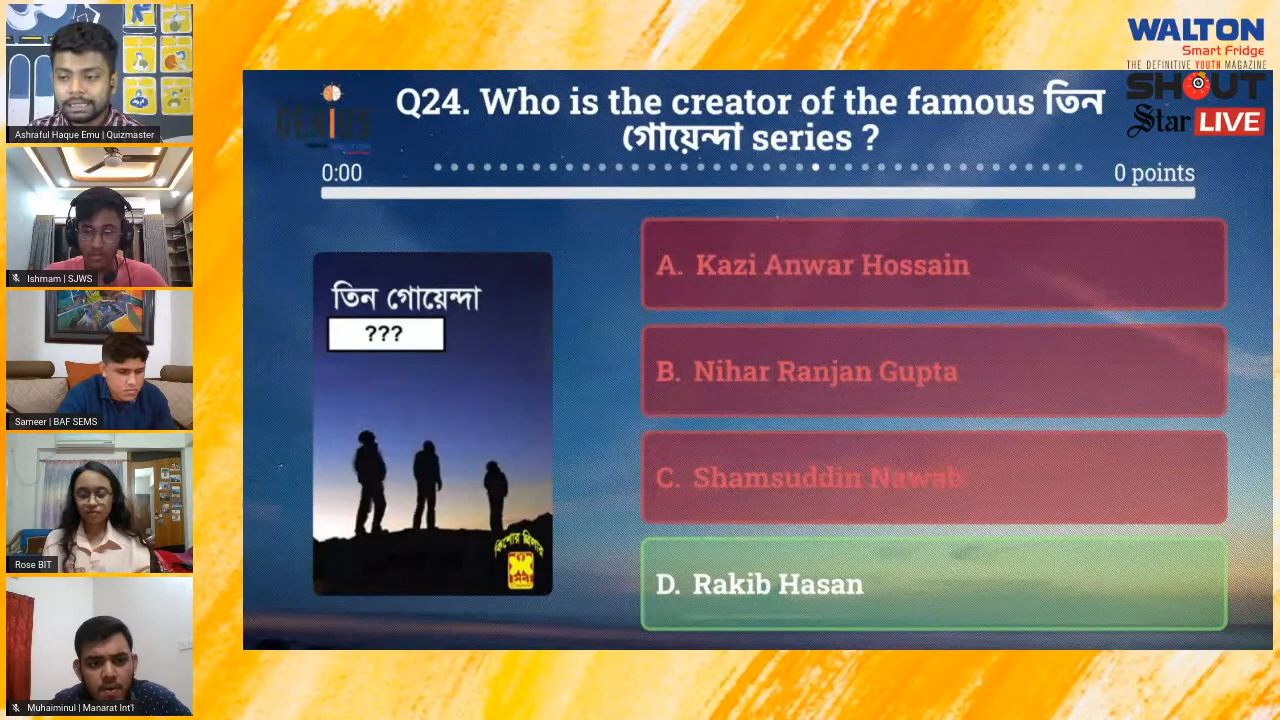 Ashraful Haque Emu | Quizmaster
Ishmam | SJWS
Sameer | BAF SEMS
Rose BIT
Muhaiminul | Manarat Int'l
WALTON
Smart Fridge
THE DEFINITIVE YOUTH MAGAZINE
SHOUT
Star LIVE
GENIUS
Q24. Who is the creator of the famous তিন
গোয়েন্দা series ?
0:00
0 points
তিন গোয়েন্দা
???
কিশোর থ্রিলার
A. Kazi Anwar Hossain
B. Nihar Ranjan Gupta
C. Shamsuddin Nawab
D. Rakib Hasan